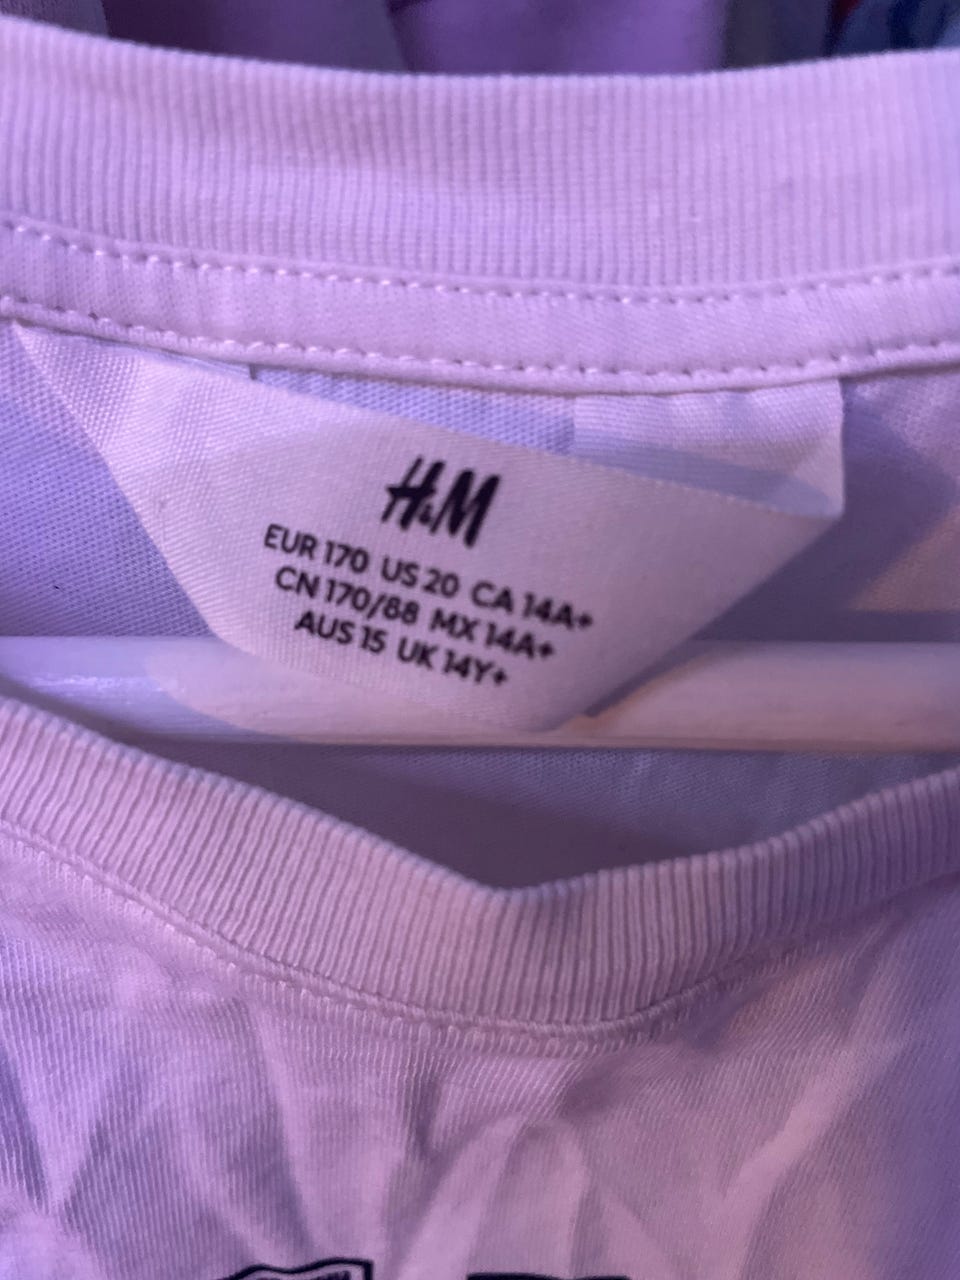 H&M
EUR 170 US 20 CA 14A+
CN 170/88 MX 14A+
AUS 15 UK 14Y+